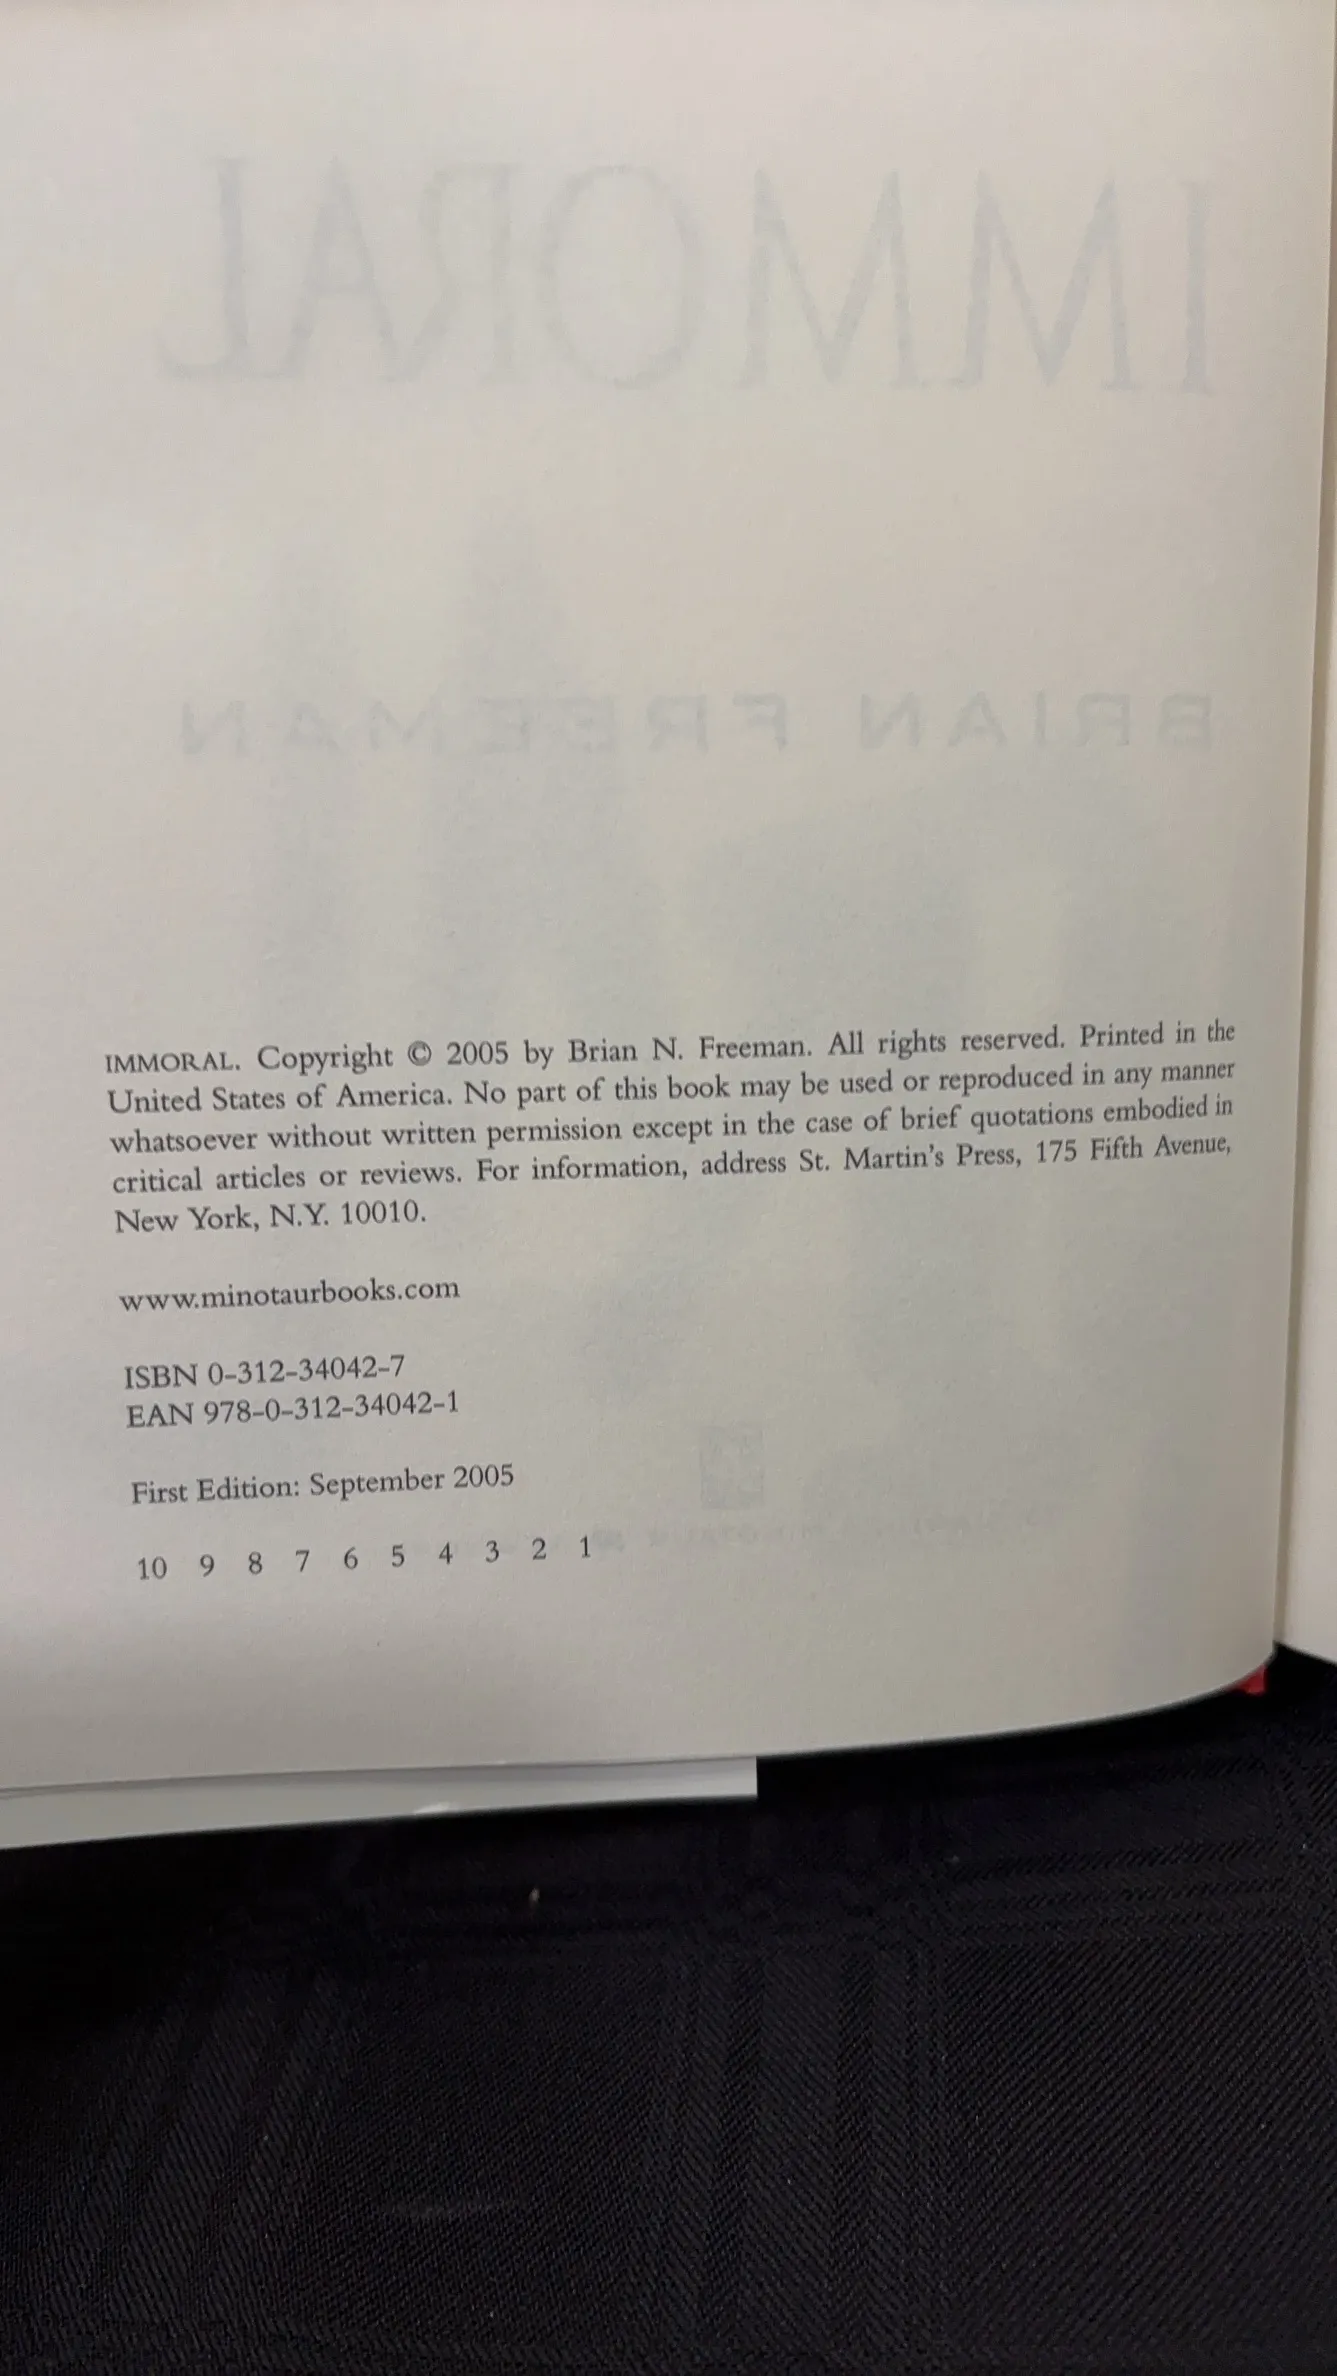 IMMORAL
BRIAN FREEMAN
IMMORAL. Copyright © 2005 by Brian N. Freeman. All rights reserved. Printed in the
United States of America. No part of this book may be used or reproduced in any manner
whatsoever without written permission except in the case of brief quotations embodied in
critical articles or reviews. For information, address St. Martin's Press, 175 Fifth Avenue,
New York, N.Y. 10010.
www.minotaurbooks.com
ISBN 0-312-34042-7
EAN 978-0-312-34042-1
First Edition: September 2005
10 9 8 7 6 5 4 3 2 1